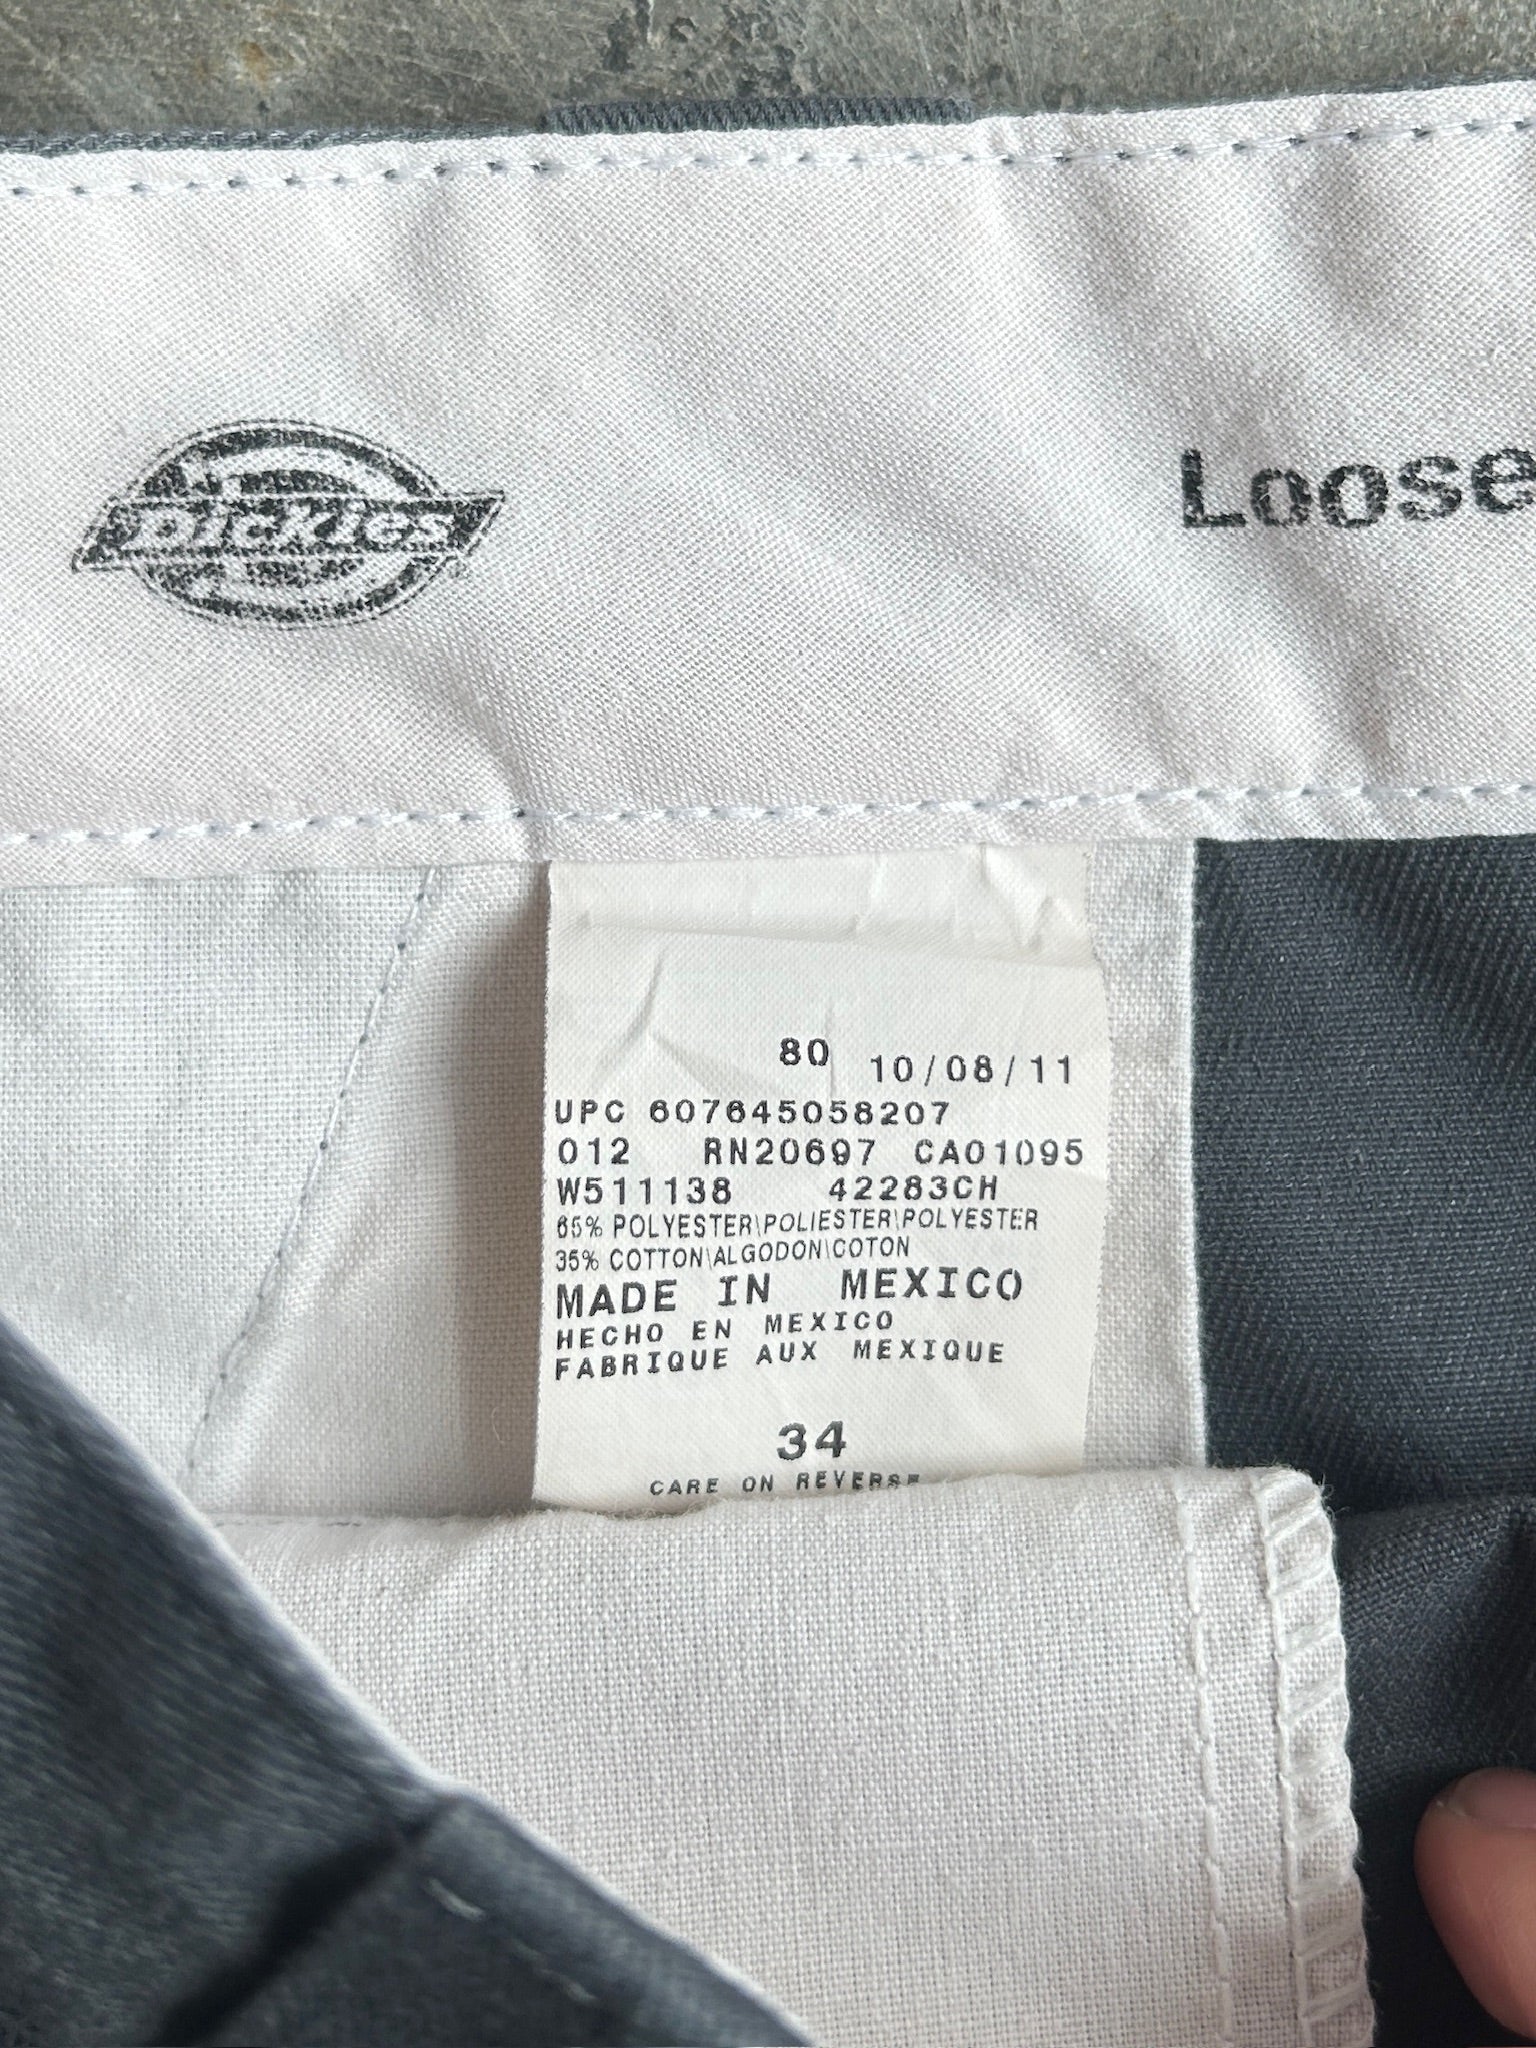 Dickies
Loose
80 10/08/11
UPC 607645058207
012 RN20697 CA01095
W511138 42283CH
65% POLYESTER\POLIESTER\POLYESTER
35% COTTON\ALGODON\COTON
MADE IN MEXICO
HECHO EN MEXICO
FABRIQUE AUX MEXIQUE
34
CARE ON REVERSE